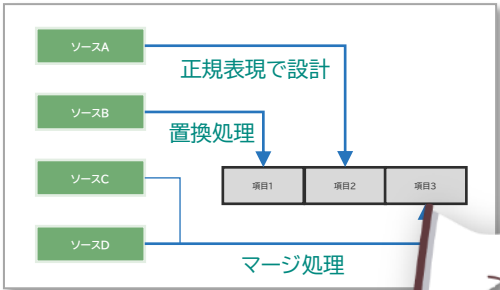 ソースA
正規表現で設計
ソースB
置換処理
ソースC
項目1
項目2
項目3
ソースD
マージ処理